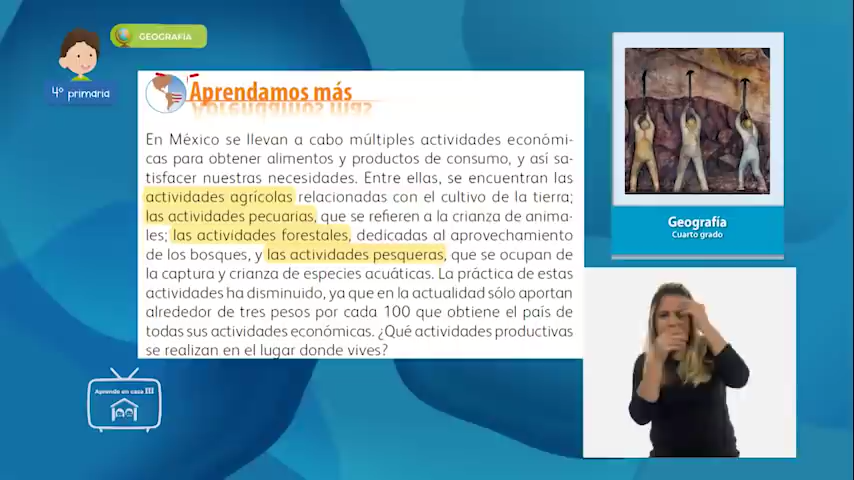 GEOGRAFÍA
4º primaria
Aprendamos más
En México se llevan a cabo múltiples actividades económi-
cas para obtener alimentos y productos de consumo, y así sa-
tisfacer nuestras necesidades. Entre ellas, se encuentran las
actividades agrícolas relacionadas con el cultivo de la tierra;
las actividades pecuarias, que se refieren a la crianza de anima-
les; las actividades forestales, dedicadas al aprovechamiento
de los bosques, y las actividades pesqueras, que se ocupan de
la captura y crianza de especies acuáticas. La práctica de estas
actividades ha disminuido, ya que en la actualidad sólo aportan
alrededor de tres pesos por cada 100 que obtiene el país de
todas sus actividades económicas. ¿Qué actividades productivas
se realizan en el lugar donde vives?
Geografía
Cuarto grado
Aprende en casa III